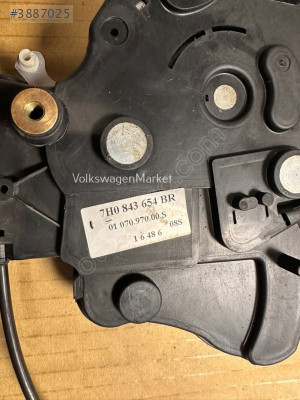 #3887025
VolkswagenMarket
7H0 843 654 BR
01 070.970.00.S
08S
1 6 48 6